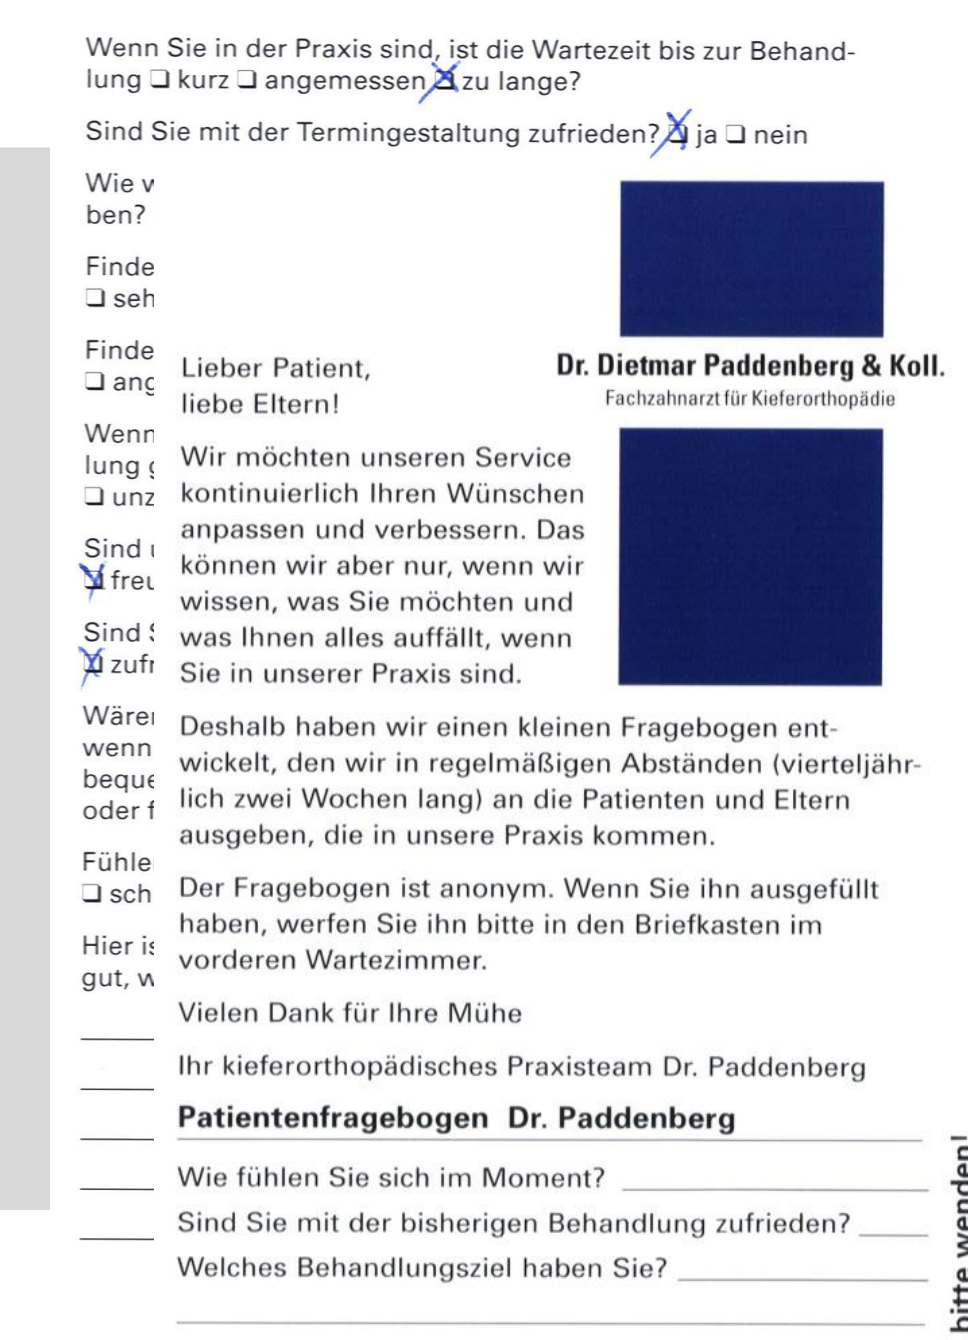 Wenn Sie in der Praxis sind, ist die Wartezeit bis zur Behand-
lung ❏ kurz ❏ angemessen ❏ zu lange?
Sind Sie mit der Termingestaltung zufrieden? ❏ ja ❏ nein
Wie
ben?
Finde
❏ seh
Finde
❏ ang
Wenn
lung
❏ unz
Sind
❏ freu
Sind
❏ zufr
Wären
wenn
beque
oder f
Fühle
❏ sch
Hier is
gut, w
Dr. Dietmar Paddenberg & Koll.
Fachzahnarzt für Kieferorthopädie
Lieber Patient,
liebe Eltern!
Wir möchten unseren Service
kontinuierlich Ihren Wünschen
anpassen und verbessern. Das
können wir aber nur, wenn wir
wissen, was Sie möchten und
was Ihnen alles auffällt, wenn
Sie in unserer Praxis sind.
Deshalb haben wir einen kleinen Fragebogen ent-
wickelt, den wir in regelmäßigen Abständen (vierteljähr-
lich zwei Wochen lang) an die Patienten und Eltern
ausgeben, die in unsere Praxis kommen.
Der Fragebogen ist anonym. Wenn Sie ihn ausgefüllt
haben, werfen Sie ihn bitte in den Briefkasten im
vorderen Wartezimmer.
Vielen Dank für Ihre Mühe
Ihr kieferorthopädisches Praxisteam Dr. Paddenberg
Patientenfragebogen Dr. Paddenberg
Wie fühlen Sie sich im Moment?
Sind Sie mit der bisherigen Behandlung zufrieden?
Welches Behandlungsziel haben Sie?
bitte wenden!